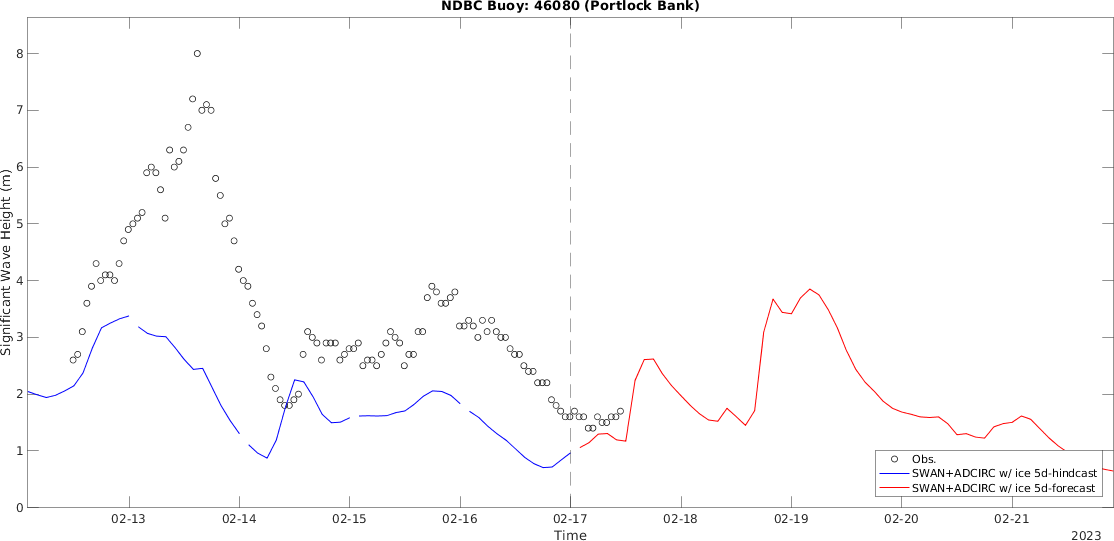 NDBC Buoy: 46080 (Portlock Bank)
Significant Wave Height (m)
8
7
6
5
4
3
2
1
0
Obs.
SWAN+ADCIRC w/ ice 5d-hindcast
SWAN+ADCIRC w/ ice 5d-forecast
02-13 02-14 02-15 02-16 02-17 02-18 02-19 02-20 02-21
Time
2023